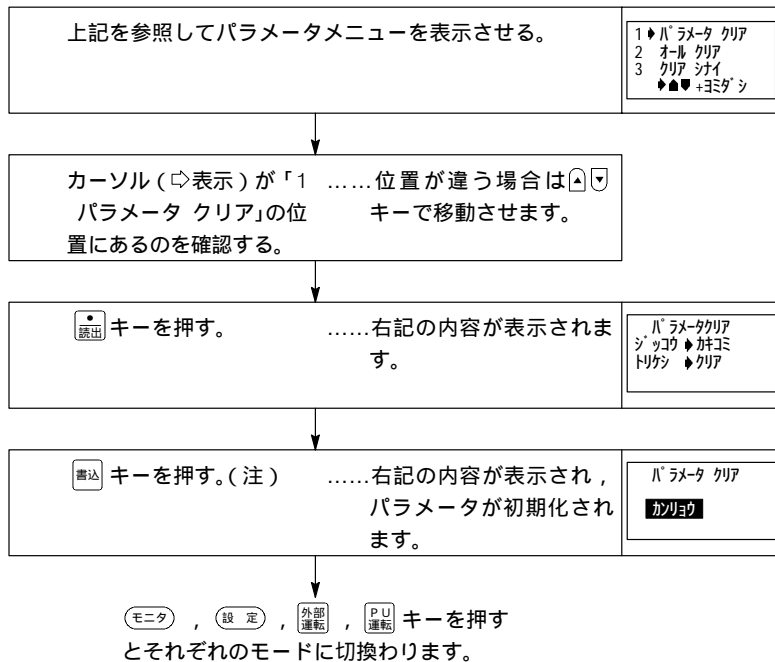 上記を参照してパラメータメニューを表示させる。
1 ➧ パラメータ クリア
2 オール クリア
3 クリア シナイ
➧▲▼+ヨミダシ
カーソル(⇨表示)が「1
パラメータ クリア」の位
置にあるのを確認する。
……位置が違う場合は▲▼
キーで移動させます。
読出 キーを押す。
……右記の内容が表示されま
す。
パラメータクリア
ジッコウ ➧ カキコミ
トリケシ ➧ クリア
書込 キーを押す。(注)
……右記の内容が表示され,
パラメータが初期化され
ます。
パラメータ クリア
カンリョウ
モニタ , 設 定 , 外部運転 , PU運転 キーを押す
とそれぞれのモードに切換わります。